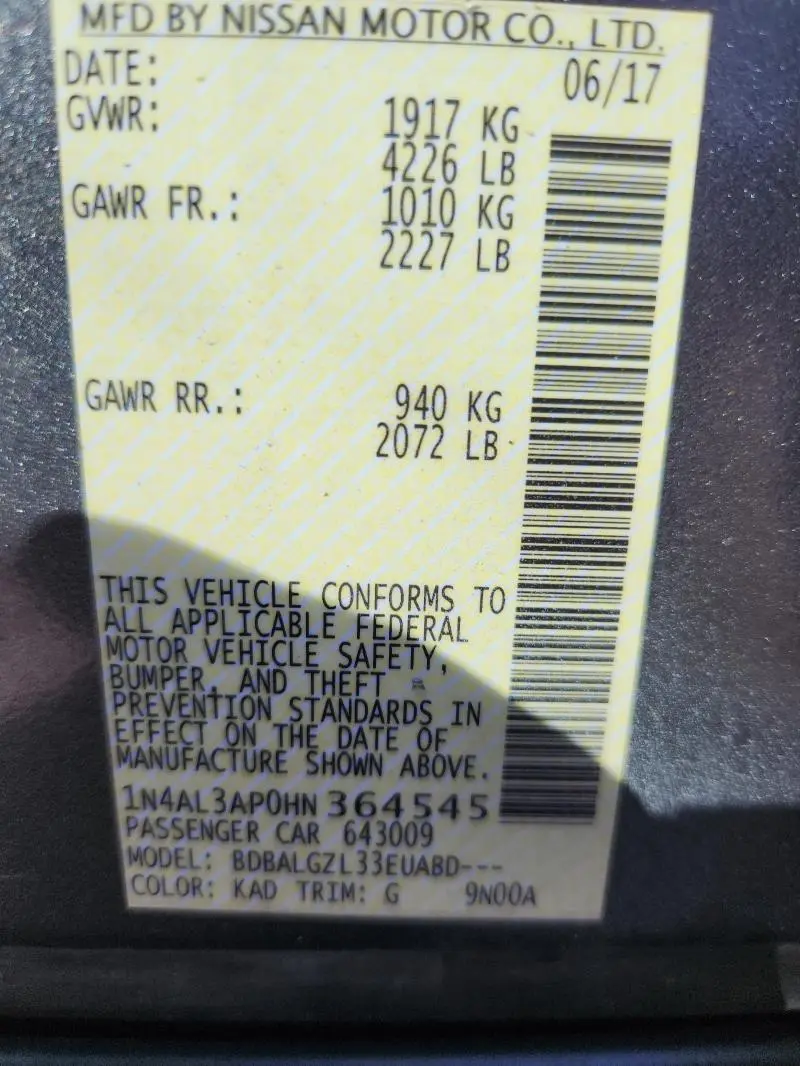 MFD BY NISSAN MOTOR CO., LTD.
DATE: 06/17
GVWR: 1917 KG
4226 LB
GAWR FR.: 1010 KG
2227 LB
GAWR RR.: 940 KG
2072 LB
THIS VEHICLE CONFORMS TO
ALL APPLICABLE FEDERAL
MOTOR VEHICLE SAFETY,
BUMPER, AND THEFT
PREVENTION STANDARDS IN
EFFECT ON THE DATE OF
MANUFACTURE SHOWN ABOVE.
1N4AL3AP0HN 364545
PASSENGER CAR 643009
MODEL: BDBALGZL33EUABD---
COLOR: KAD TRIM: G 9N00A